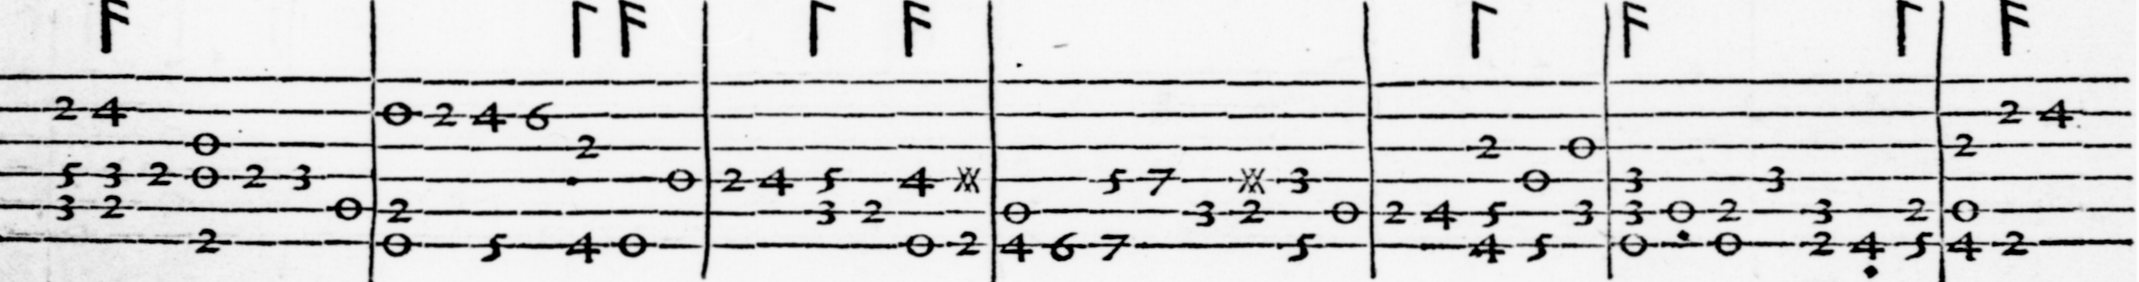 2 4 0 2 4 6 2 4
0 2 2 0 2
5 3 2 0 2 3 0 2 4 5 4 X 5 7 X 3 0 3 3
3 2 0 2 3 2 0 3 2 0 2 4 5 3 3 0 2 3 2 0
2 0 5 4 0 0 2 4 6 7 5 4 5 0 0 2 4 5 4 2